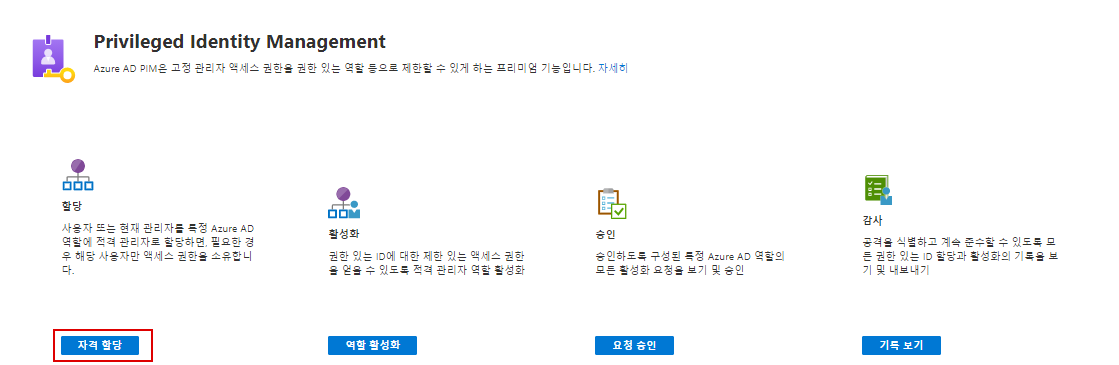 Privileged Identity Management
Azure AD PIM은 고정 관리자 액세스 권한을 권한 있는 역할 등으로 제한할 수 있게 하는 프리미엄 기능입니다. 자세히
할당
사용자 또는 현재 관리자를 특정 Azure AD
역할에 적격 관리자로 할당하면, 필요한 경
우 해당 사용자만 액세스 권한을 소유합니
다.
자격 할당
활성화
권한 있는 ID에 대한 제한 있는 액세스 권한
을 얻을 수 있도록 적격 관리자 역할 활성화
역할 활성화
승인
승인하도록 구성된 특정 Azure AD 역할의
모든 활성화 요청을 보기 및 승인
요청 승인
감사
공격을 식별하고 계속 준수할 수 있도록 모
든 권한 있는 ID 할당과 활성화의 기록을 보
기 및 내보내기
기록 보기